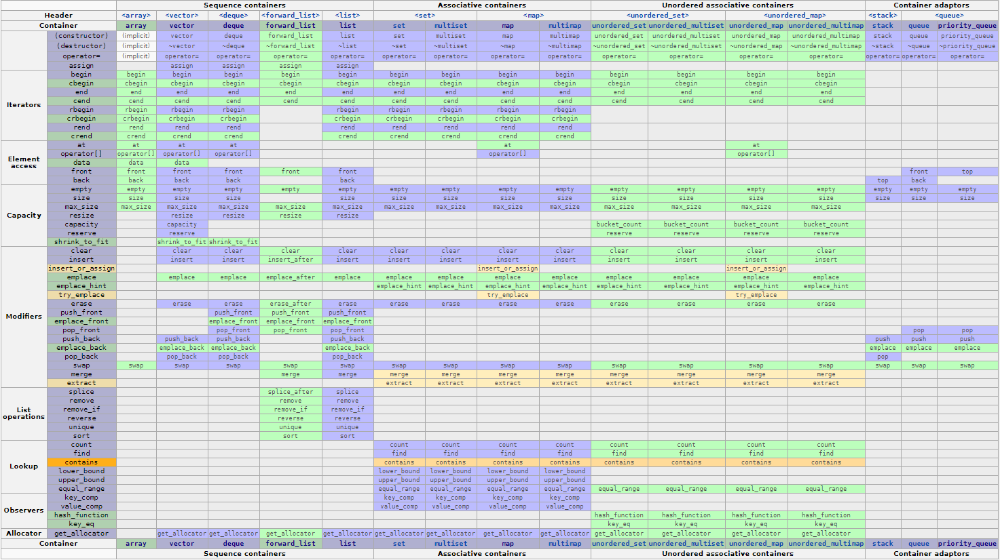 Sequence containers Associative containers Unordered associative containers Container adaptors
Header <array> <vector> <deque> <forward_list> <list> <set> <map> <unordered_set> <unordered_map> <stack> <queue>
Container array vector deque forward_list list set multiset map multimap unordered_set unordered_multiset unordered_map unordered_multimap stack queue priority_queue
(constructor) (implicit) vector deque forward_list list set multiset map multimap unordered_set unordered_multiset unordered_map unordered_multimap stack queue priority_queue
(destructor) (implicit) ~vector ~deque ~forward_list ~list ~set ~multiset ~map ~multimap ~unordered_set ~unordered_multiset ~unordered_map ~unordered_multimap ~stack ~queue ~priority_queue
operator= (implicit) operator= operator= operator= operator= operator= operator= operator= operator= operator= operator= operator= operator= operator= operator= operator=
assign assign assign assign assign
Iterators
begin begin begin begin begin begin begin begin begin begin begin begin begin begin
cbegin cbegin cbegin cbegin cbegin cbegin cbegin cbegin cbegin cbegin cbegin cbegin cbegin cbegin
end end end end end end end end end end end end end end
cend cend cend cend cend cend cend cend cend cend cend cend cend cend
rbegin rbegin rbegin rbegin rbegin rbegin rbegin rbegin rbegin
crbegin crbegin crbegin crbegin crbegin crbegin crbegin crbegin crbegin
rend rend rend rend rend rend rend rend rend
crend crend crend crend crend crend crend crend crend
Element
access
at at at at at at
operator[] operator[] operator[] operator[] operator[] operator[]
data data data
front front front front front front front top
back back back back back top back
Capacity
empty empty empty empty empty empty empty empty empty empty empty empty empty empty empty empty empty
size size size size size size size size size size size size size size size size
max_size max_size max_size max_size max_size max_size max_size max_size max_size max_size max_size max_size max_size max_size
resize resize resize resize resize
capacity capacity bucket_count bucket_count bucket_count bucket_count
reserve reserve reserve reserve reserve reserve
shrink_to_fit shrink_to_fit shrink_to_fit
Modifiers
clear clear clear clear clear clear clear clear clear clear clear clear clear
insert insert insert insert_after insert insert insert insert insert insert insert insert insert
insert_or_assign insert_or_assign insert_or_assign
emplace emplace emplace emplace_after emplace emplace emplace emplace emplace emplace emplace emplace emplace
emplace_hint emplace_hint emplace_hint emplace_hint emplace_hint emplace_hint emplace_hint emplace_hint emplace_hint
try_emplace try_emplace try_emplace
erase erase erase erase_after erase erase erase erase erase erase erase erase erase
push_front push_front push_front push_front
emplace_front emplace_front emplace_front emplace_front
pop_front pop_front pop_front pop_front pop pop
push_back push_back push_back push_back push push push
emplace_back emplace_back emplace_back emplace_back emplace emplace emplace
pop_back pop_back pop_back pop_back pop
swap swap swap swap swap swap swap swap swap swap swap swap swap swap swap swap swap
merge merge merge merge merge merge merge merge merge merge merge
extract extract extract extract extract extract extract extract extract
List
operations
splice splice_after splice
remove remove remove
remove_if remove_if remove_if
reverse reverse reverse
unique unique unique
sort sort sort
Lookup
count count count count count count count count count
find find find find find find find find find
contains contains contains contains contains contains contains contains contains
lower_bound lower_bound lower_bound lower_bound lower_bound
upper_bound upper_bound upper_bound upper_bound upper_bound
equal_range equal_range equal_range equal_range equal_range equal_range equal_range equal_range equal_range
Observers
key_comp key_comp key_comp key_comp key_comp
value_comp value_comp value_comp value_comp value_comp
hash_function hash_function hash_function hash_function hash_function
key_eq key_eq key_eq key_eq key_eq
Allocator get_allocator get_allocator get_allocator get_allocator get_allocator get_allocator get_allocator get_allocator get_allocator get_allocator get_allocator get_allocator get_allocator
Container array vector deque forward_list list set multiset map multimap unordered_set unordered_multiset unordered_map unordered_multimap stack queue priority_queue
Sequence containers Associative containers Unordered associative containers Container adaptors